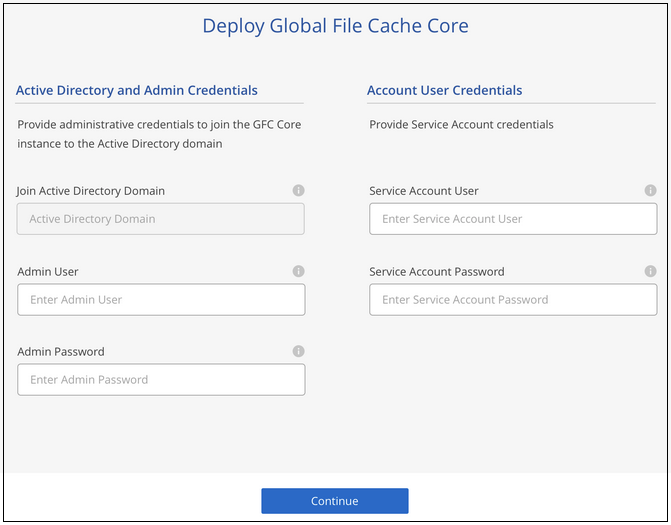 Deploy Global File Cache Core
Active Directory and Admin Credentials
Provide administrative credentials to join the GFC Core
instance to the Active Directory domain
Join Active Directory Domain
Active Directory Domain
Admin User
Enter Admin User
Admin Password
Enter Admin Password
Account User Credentials
Provide Service Account credentials
Service Account User
Enter Service Account User
Service Account Password
Enter Service Account Password
Continue